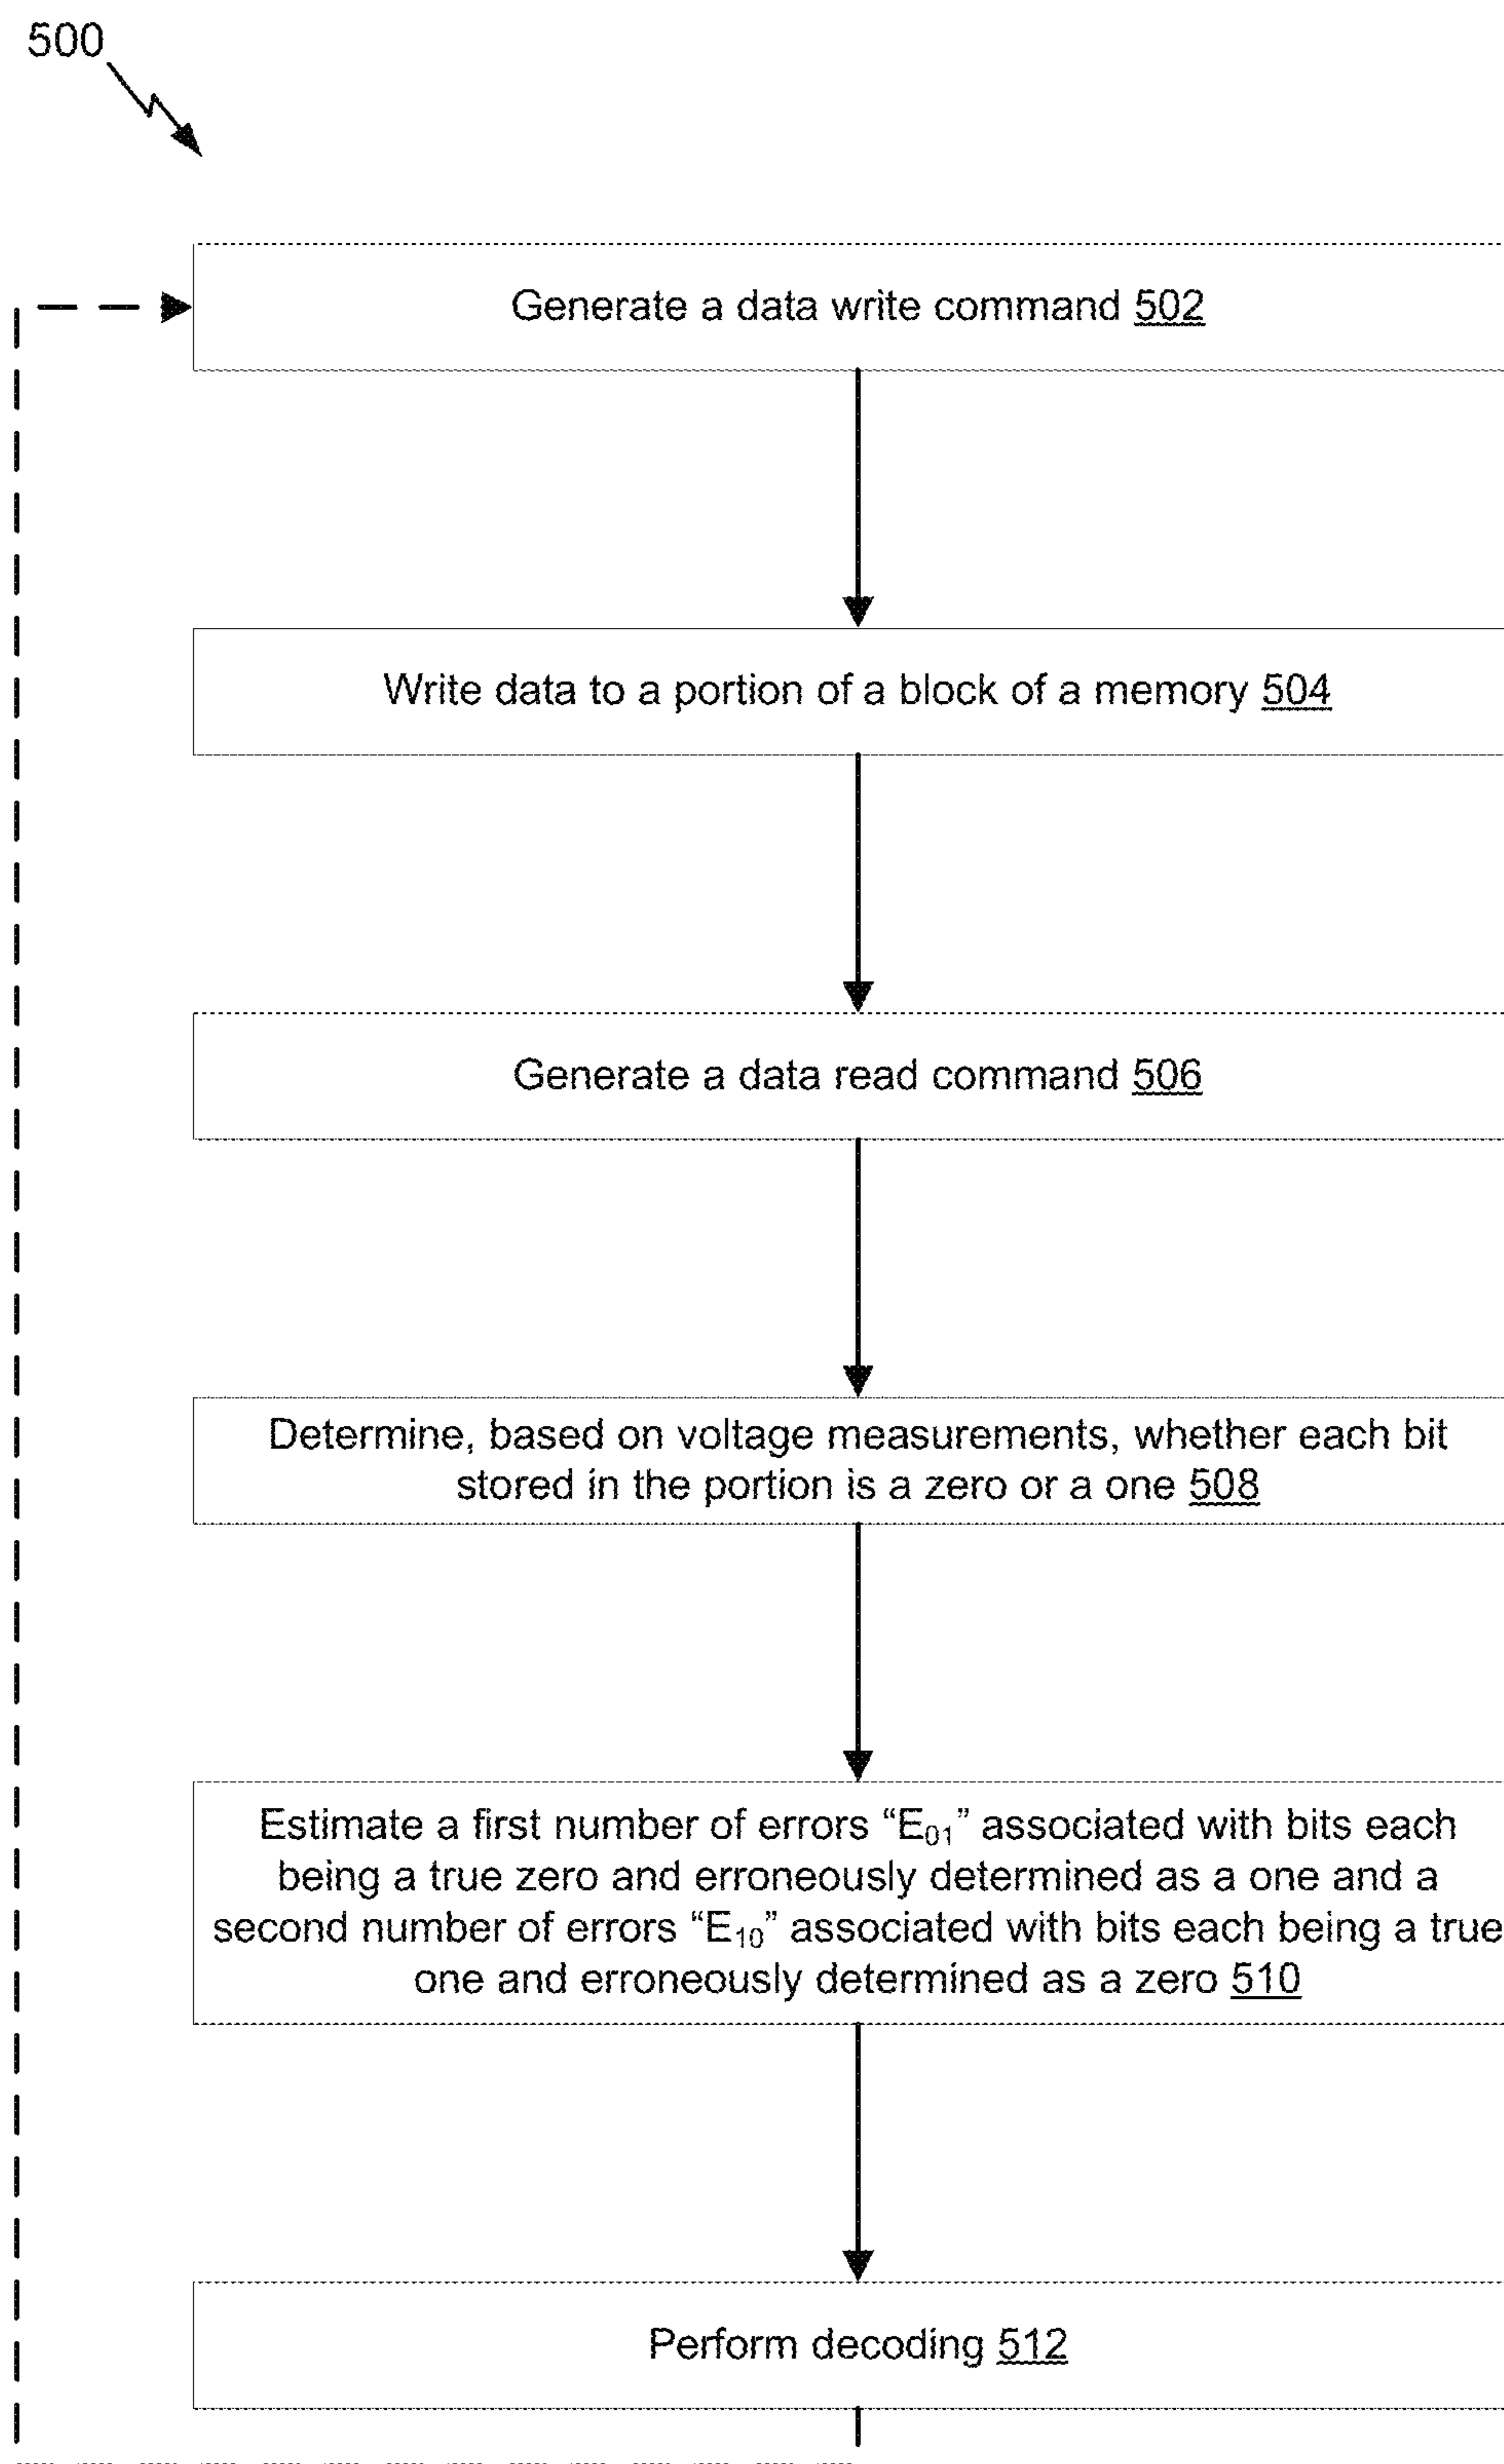 500
Generate a data write command 502
Write data to a portion of a block of a memory 504
Generate a data read command 506
Determine, based on voltage measurements, whether each bit
stored in the portion is a zero or a one 508
Estimate a first number of errors “E₀₁” associated with bits each
being a true zero and erroneously determined as a one and a
second number of errors “E₁₀” associated with bits each being a true
one and erroneously determined as a zero 510
Perform decoding 512